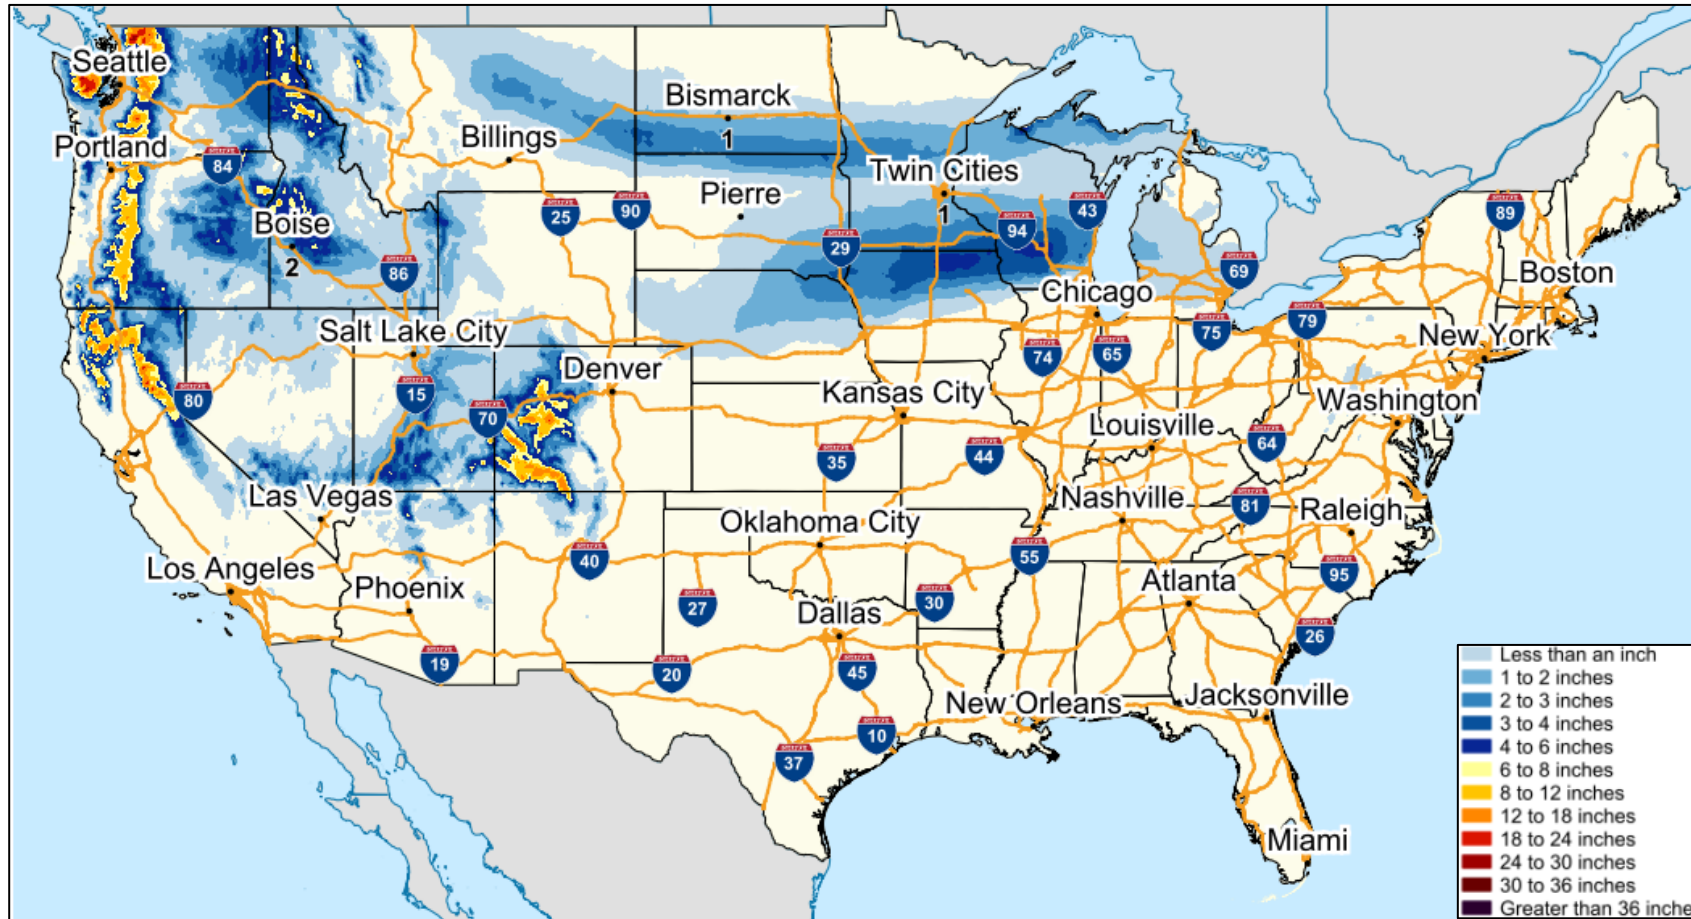 Seattle
Portland
84
Boise
2
86
Billings
Bismarck
1
Pierre
25
90
Twin Cities
1
29
94
43
69
89
Boston
Chicago
79
75
New York
Salt Lake City
Denver
74
65
80
15
70
Kansas City
Washington
Louisville
64
35
44
Las Vegas
Nashville
81
Raleigh
Oklahoma City
Los Angeles
40
55
95
Phoenix
Atlanta
27
30
Dallas
26
19
20
45
New Orleans
Jacksonville
10
37
Miami
Less than an inch
1 to 2 inches
2 to 3 inches
3 to 4 inches
4 to 6 inches
6 to 8 inches
8 to 12 inches
12 to 18 inches
18 to 24 inches
24 to 30 inches
30 to 36 inches
Greater than 36 inche